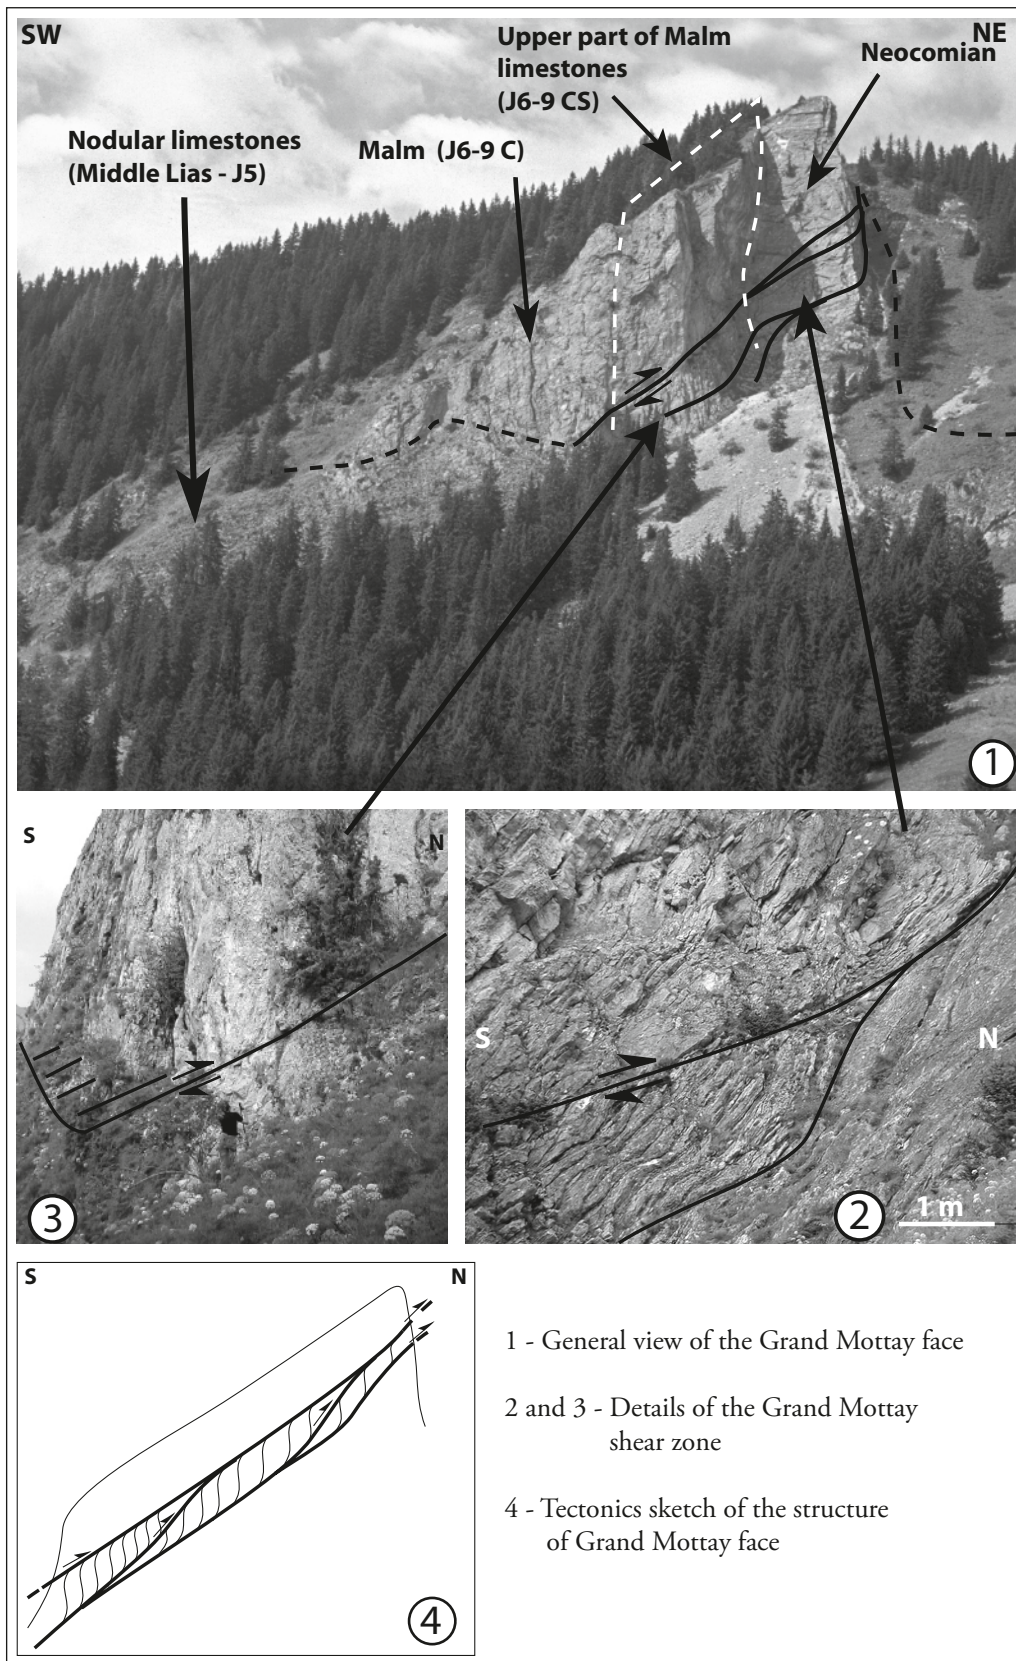 SW
NE
Upper part of Malm
limestones
(J6-9 CS)
Neocomian
Nodular limestones
(Middle Lias - J5)
Malm (J6-9 C)
1
S
N
3
S
N
2
1 m
S
N
4
1 - General view of the Grand Mottay face
2 and 3 - Details of the Grand Mottay
shear zone
4 - Tectonics sketch of the structure
of Grand Mottay face